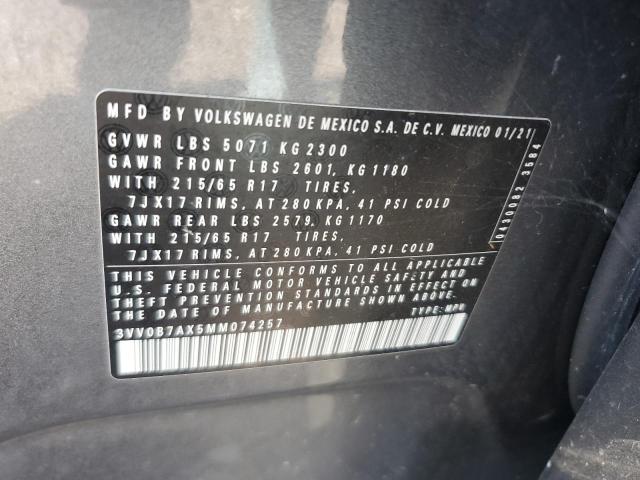 MFD BY VOLKSWAGEN DE MEXICO S.A. DE C.V. MEXICO 01/21
GVWR LBS 5071 KG 2300
GAWR FRONT LBS 2601, KG 1180
WITH 215/65 R17 TIRES,
7JX17 RIMS, AT 280 KPA, 41 PSI COLD
GAWR REAR LBS 2579, KG 1170
WITH 215/65 R17 TIRES,
7JX17 RIMS, AT 280 KPA, 41 PSI COLD
THIS VEHICLE CONFORMS TO ALL APPLICABLE
U.S. FEDERAL MOTOR VEHICLE SAFETY AND
THEFT PREVENTION STANDARDS IN EFFECT ON
THE DATE OF MANUFACTURE SHOWN ABOVE.
3VV0B7AX5MM074257 TYPE: MPV
10430082 3584